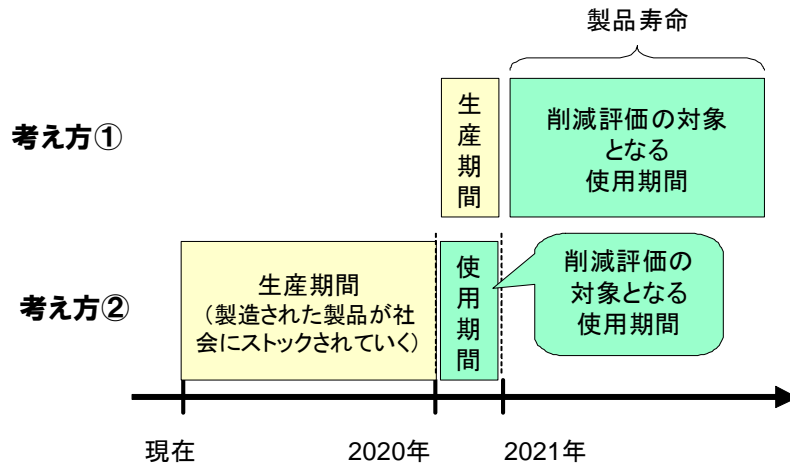 製品寿命
考え方①
生
産
期
間
削減評価の対象
となる
使用期間
考え方②
生産期間
（製造された製品が社
会にストックされていく）
使
用
期
間
削減評価の
対象となる
使用期間
現在
2020年
2021年